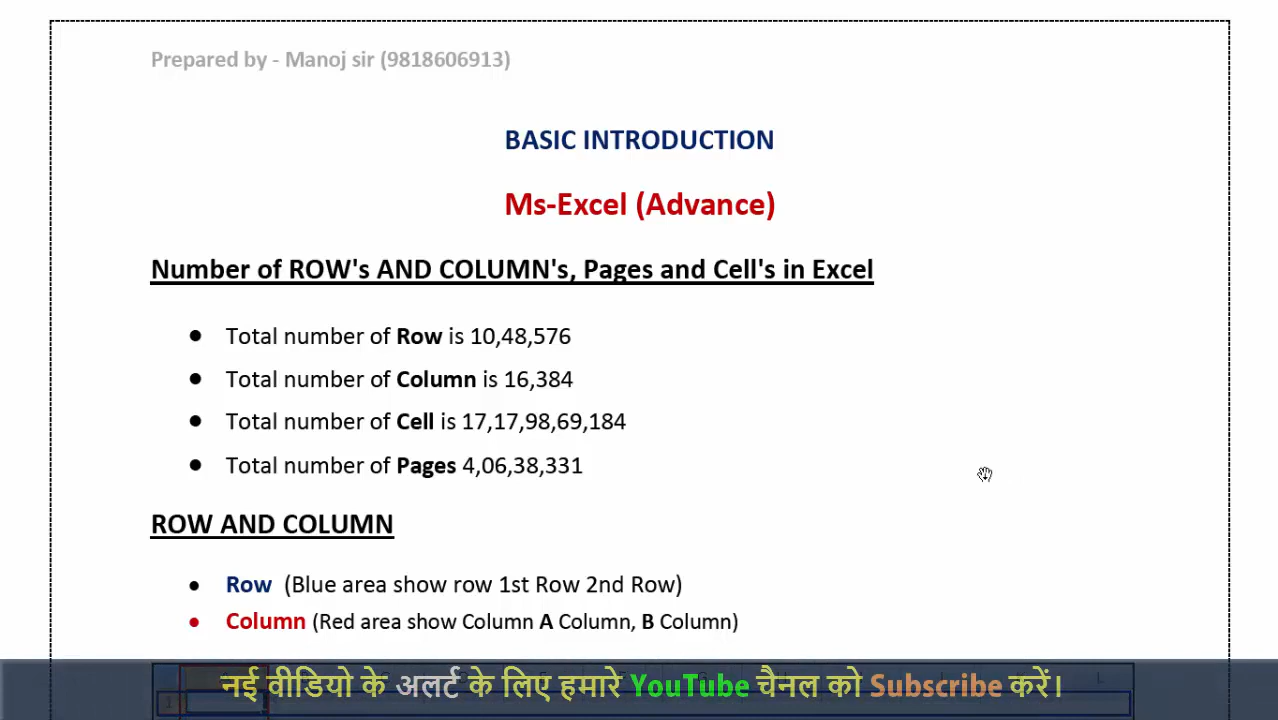 Prepared by - Manoj sir (9818606913)
BASIC INTRODUCTION
Ms-Excel (Advance)
Number of ROW's AND COLUMN's, Pages and Cell's in Excel
● Total number of Row is 10,48,576
● Total number of Column is 16,384
● Total number of Cell is 17,17,98,69,184
● Total number of Pages 4,06,38,331
ROW AND COLUMN
● Row (Blue area show row 1st Row 2nd Row)
● Column (Red area show Column A Column, B Column)
नई वीडियो के अलर्ट के लिए हमारे YouTube चैनल को Subscribe करें।